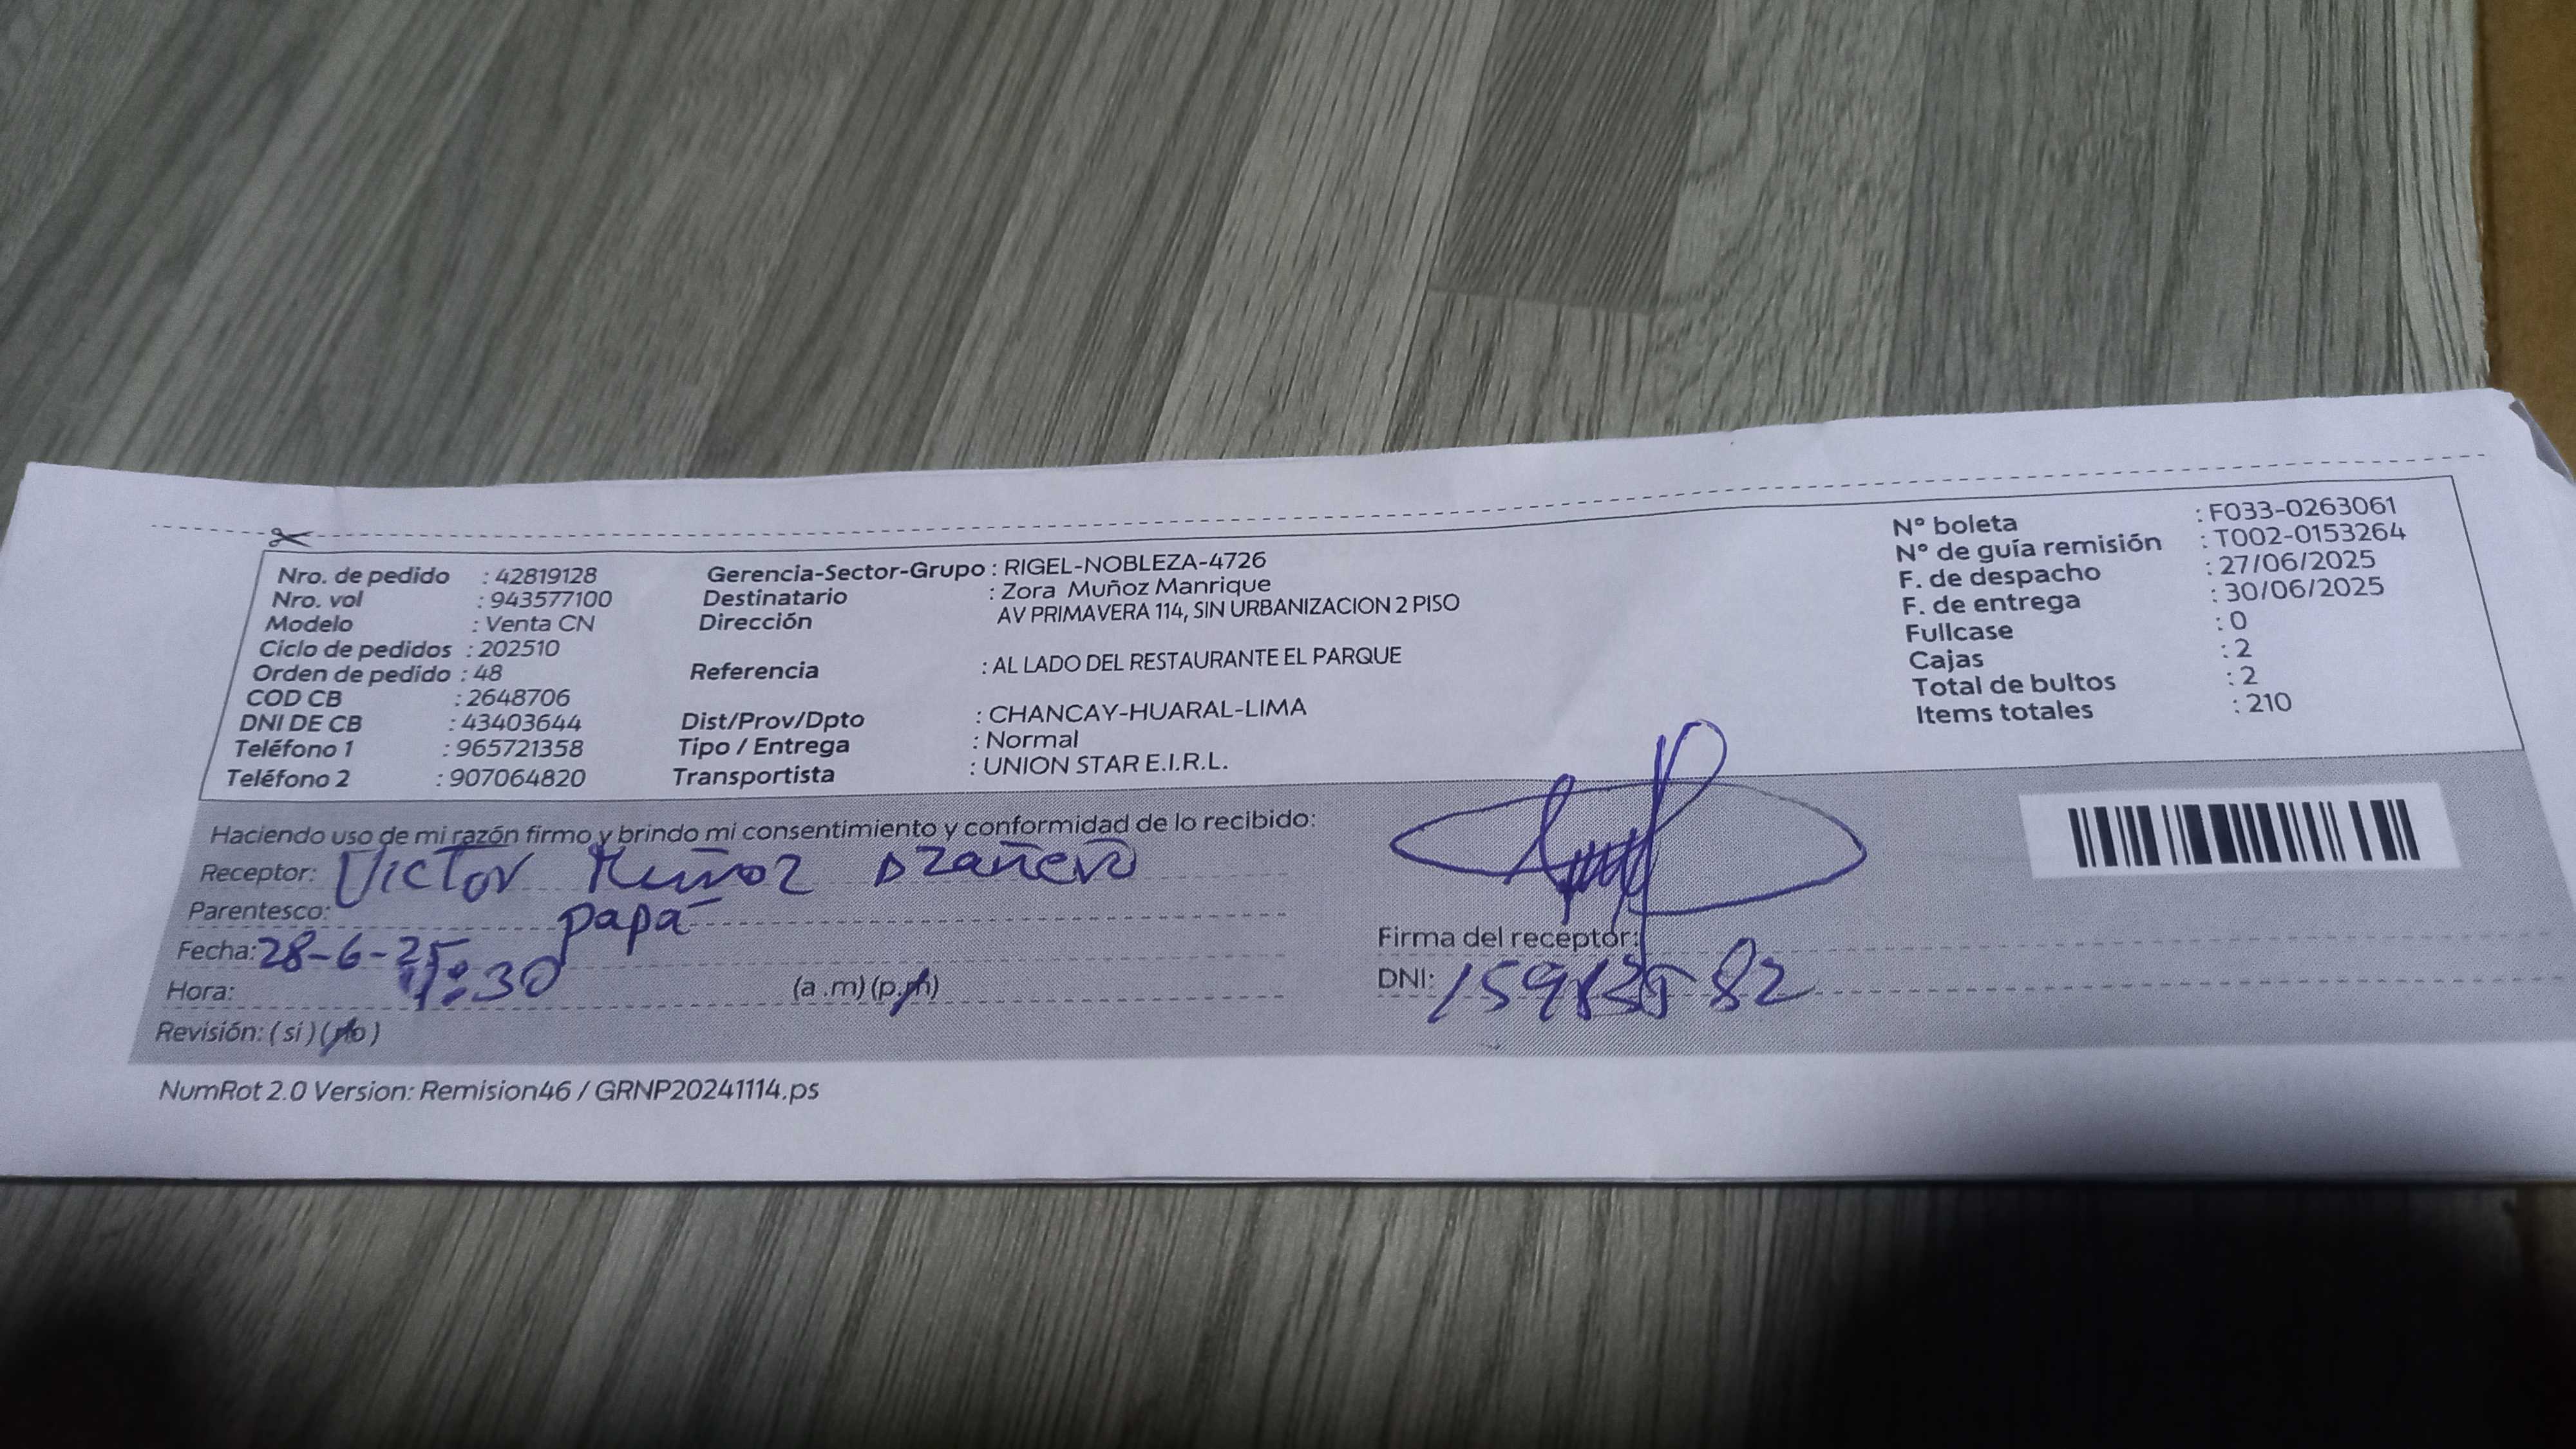 Nro. de pedido : 42819128
Nro. vol : 943577100
Modelo : Venta CN
Ciclo de pedidos : 202510
Orden de pedido : 48
COD CB : 2648706
DNI DE CB : 43403644
Teléfono 1 : 965721358
Teléfono 2 : 907064820
Gerencia-Sector-Grupo : RIGEL-NOBLEZA-4726
Destinatario : Zora Muñoz Manrique
Dirección AV PRIMAVERA 114, SIN URBANIZACION 2 PISO
Referencia : AL LADO DEL RESTAURANTE EL PARQUE
Dist/Prov/Dpto : CHANCAY-HUARAL-LIMA
Tipo / Entrega : Normal
Transportista : UNION STAR E.I.R.L.
N° boleta : F033-0263061
N° de guía remisión : T002-0153264
F. de despacho : 27/06/2025
F. de entrega : 30/06/2025
Fullcase : 0
Cajas : 2
Total de bultos : 2
Items totales : 210
Haciendo uso de mi razón firmo y brindo mi consentimiento y conformidad de lo recibido:
Receptor: Victor Muñoz
Parentesco: papá
Fecha: 28-6-25
Hora: :30 (a .m) (p.m)
Revisión: ( si ) ( no )
Firma del receptor:
DNI:
NumRot 2.0 Version: Remision46 / GRNP20241114.ps